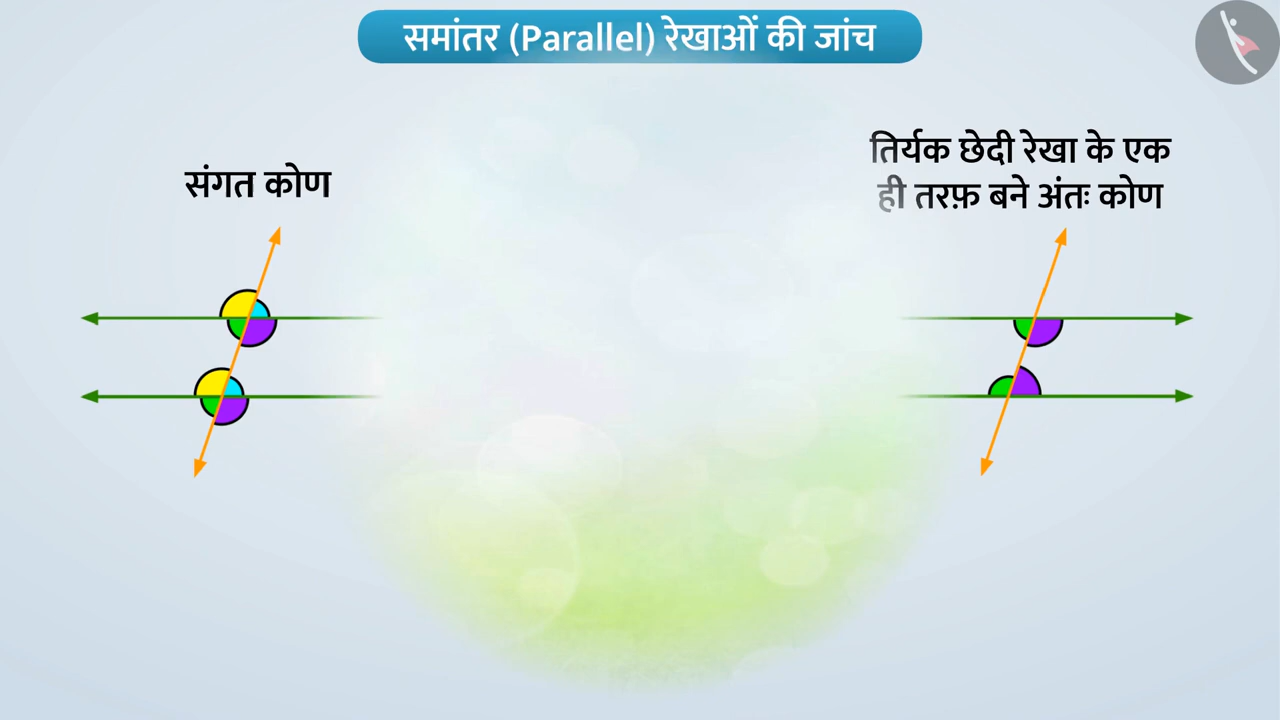 समांतर (Parallel) रेखाओं की जांच
संगत कोण
तिर्यक छेदी रेखा के एक
ही तरफ़ बने अंतः कोण